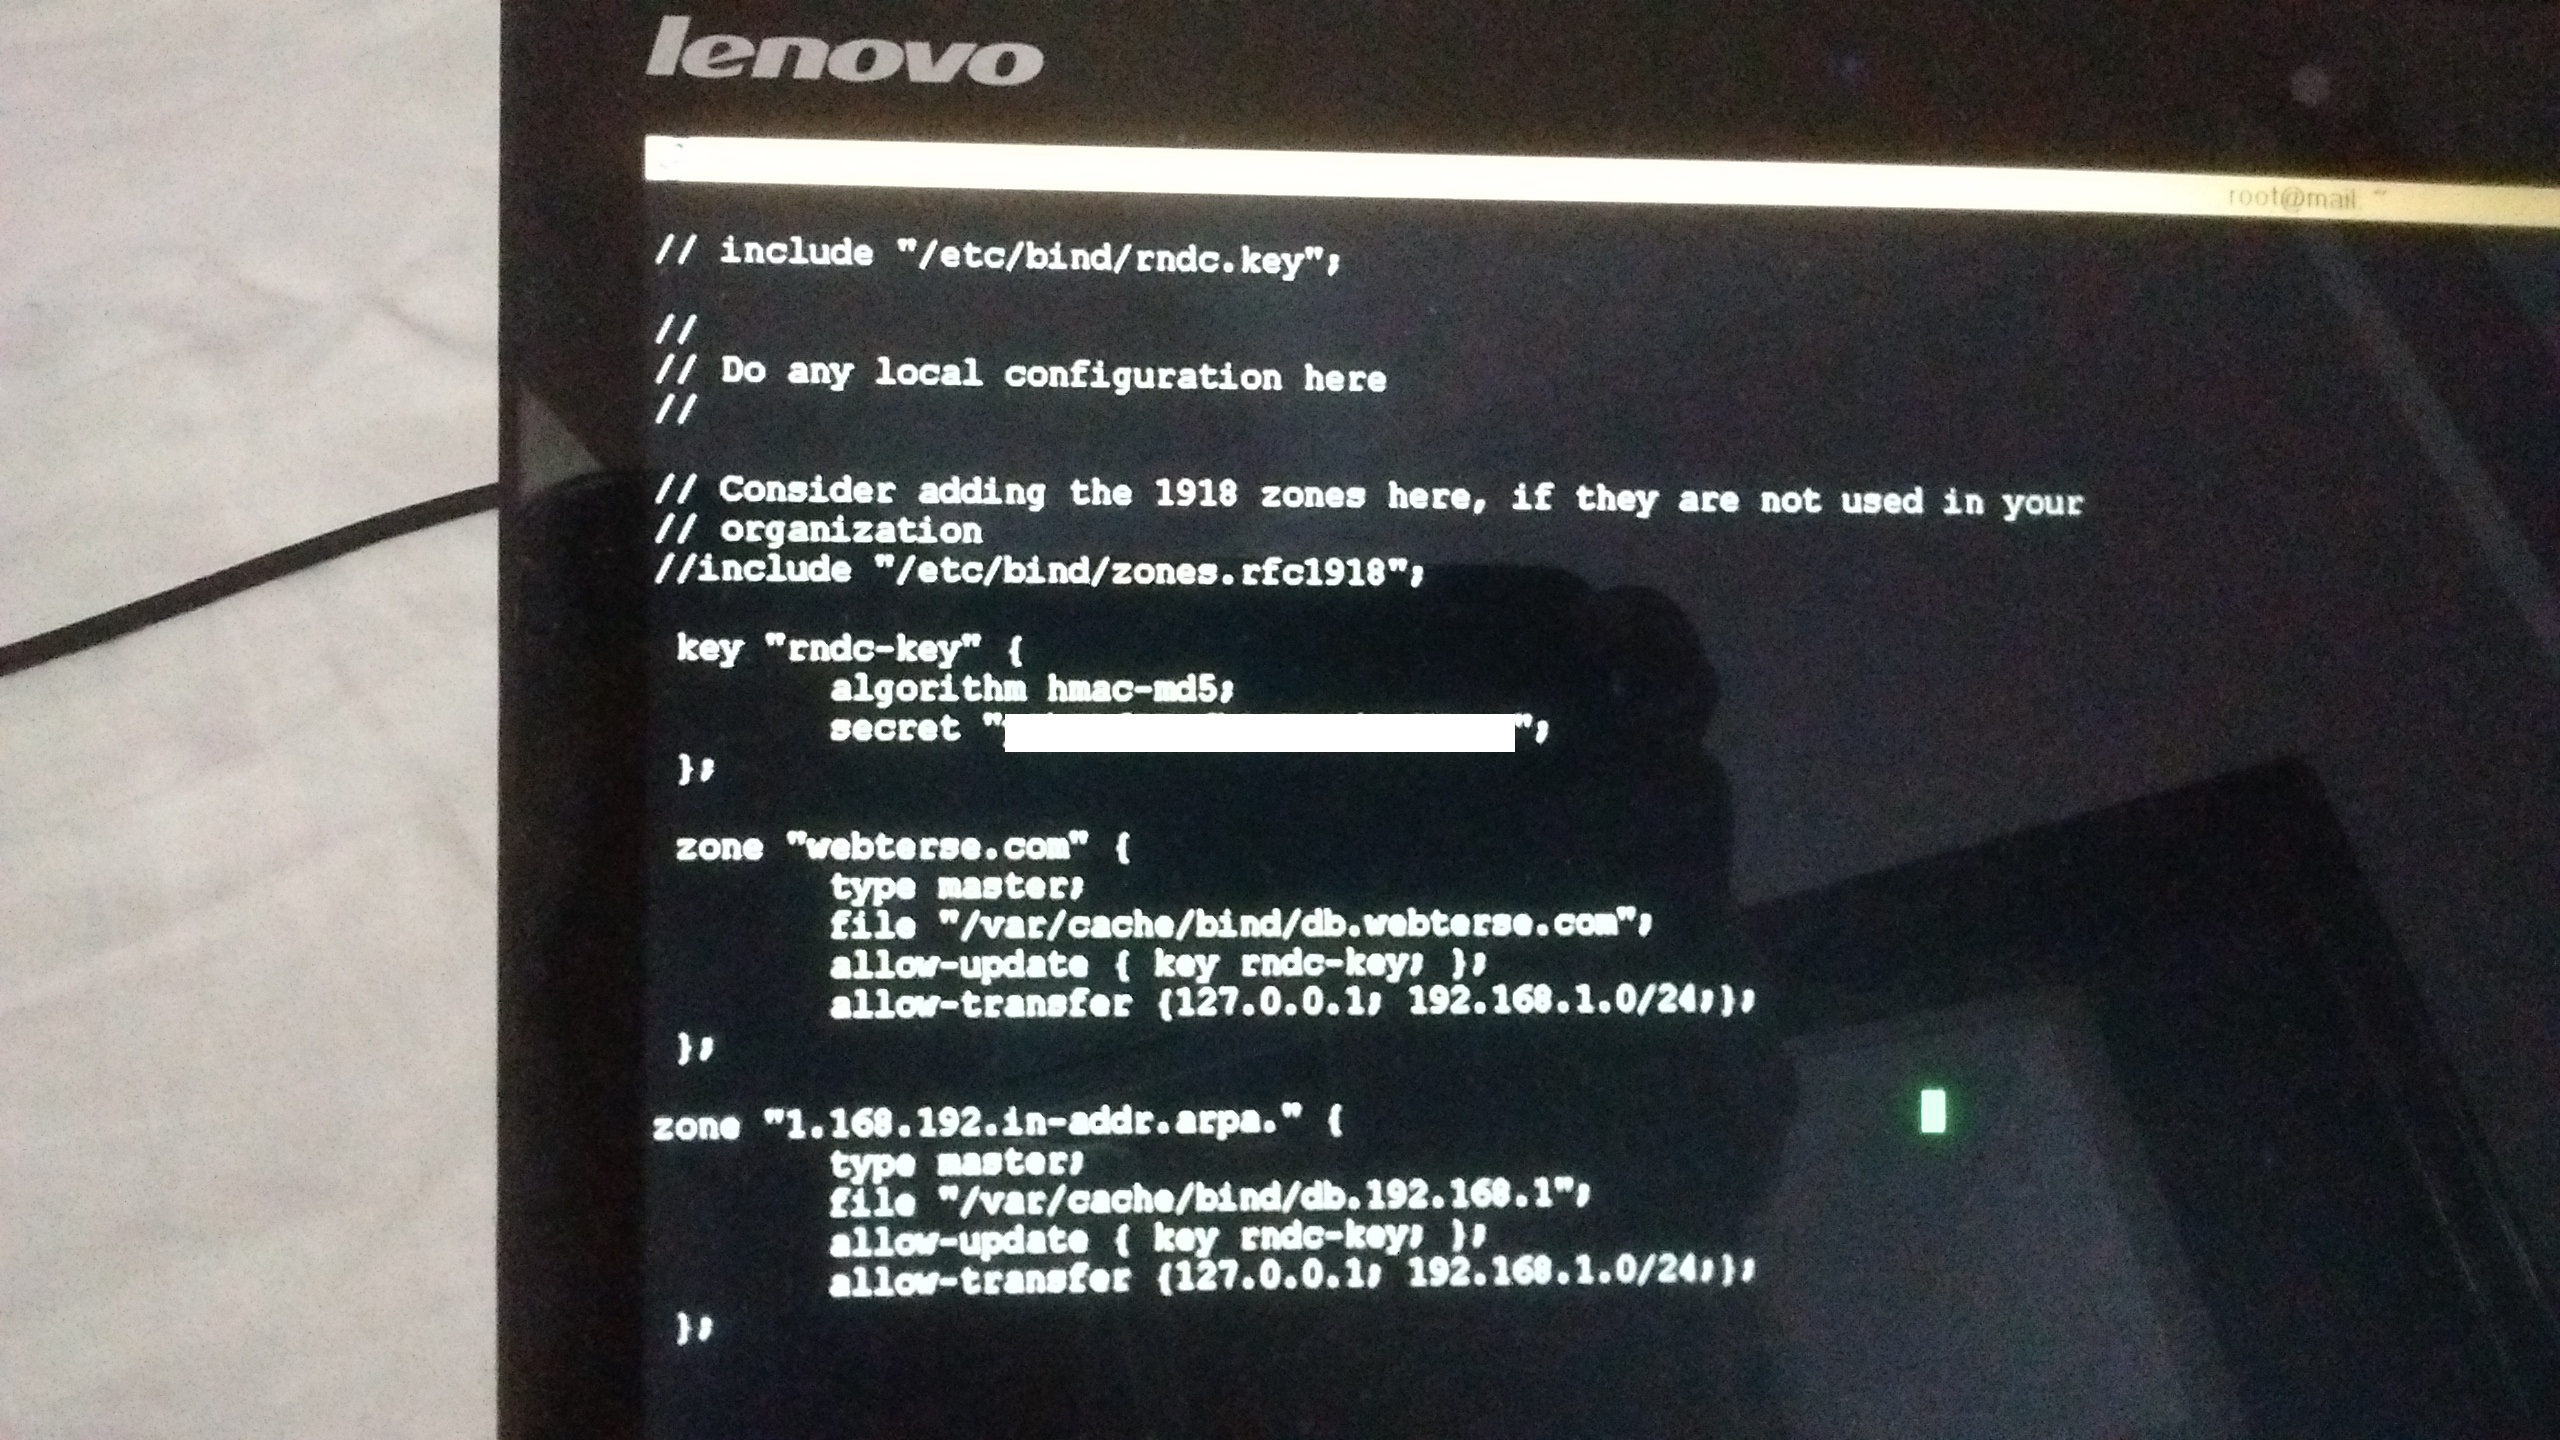 lenovo
root@mail: ~
// include "/etc/bind/rndc.key";
//
// Do any local configuration here
//
// Consider adding the 1918 zones here, if they are not used in your
// organization
//include "/etc/bind/zones.rfc1918";
key "rndc-key" {
algorithm hmac-md5;
secret "";
};
zone "webterse.com" {
type master;
file "/var/cache/bind/db.webterse.com";
allow-update { key rndc-key; };
allow-transfer {127.0.0.1; 192.168.1.0/24;};
};
zone "1.168.192.in-addr.arpa." {
type master;
file "/var/cache/bind/db.192.168.1";
allow-update { key rndc-key; };
allow-transfer {127.0.0.1; 192.168.1.0/24;};
};